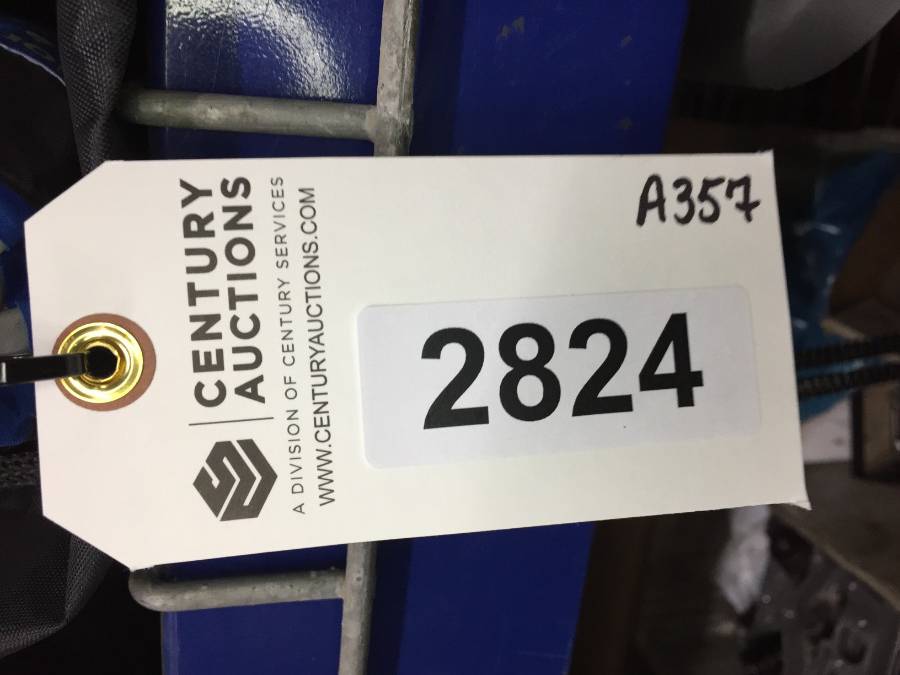 CENTURY
AUCTIONS
A DIVISION OF CENTURY SERVICES
WWW.CENTURYAUCTIONS.COM
A357
2824